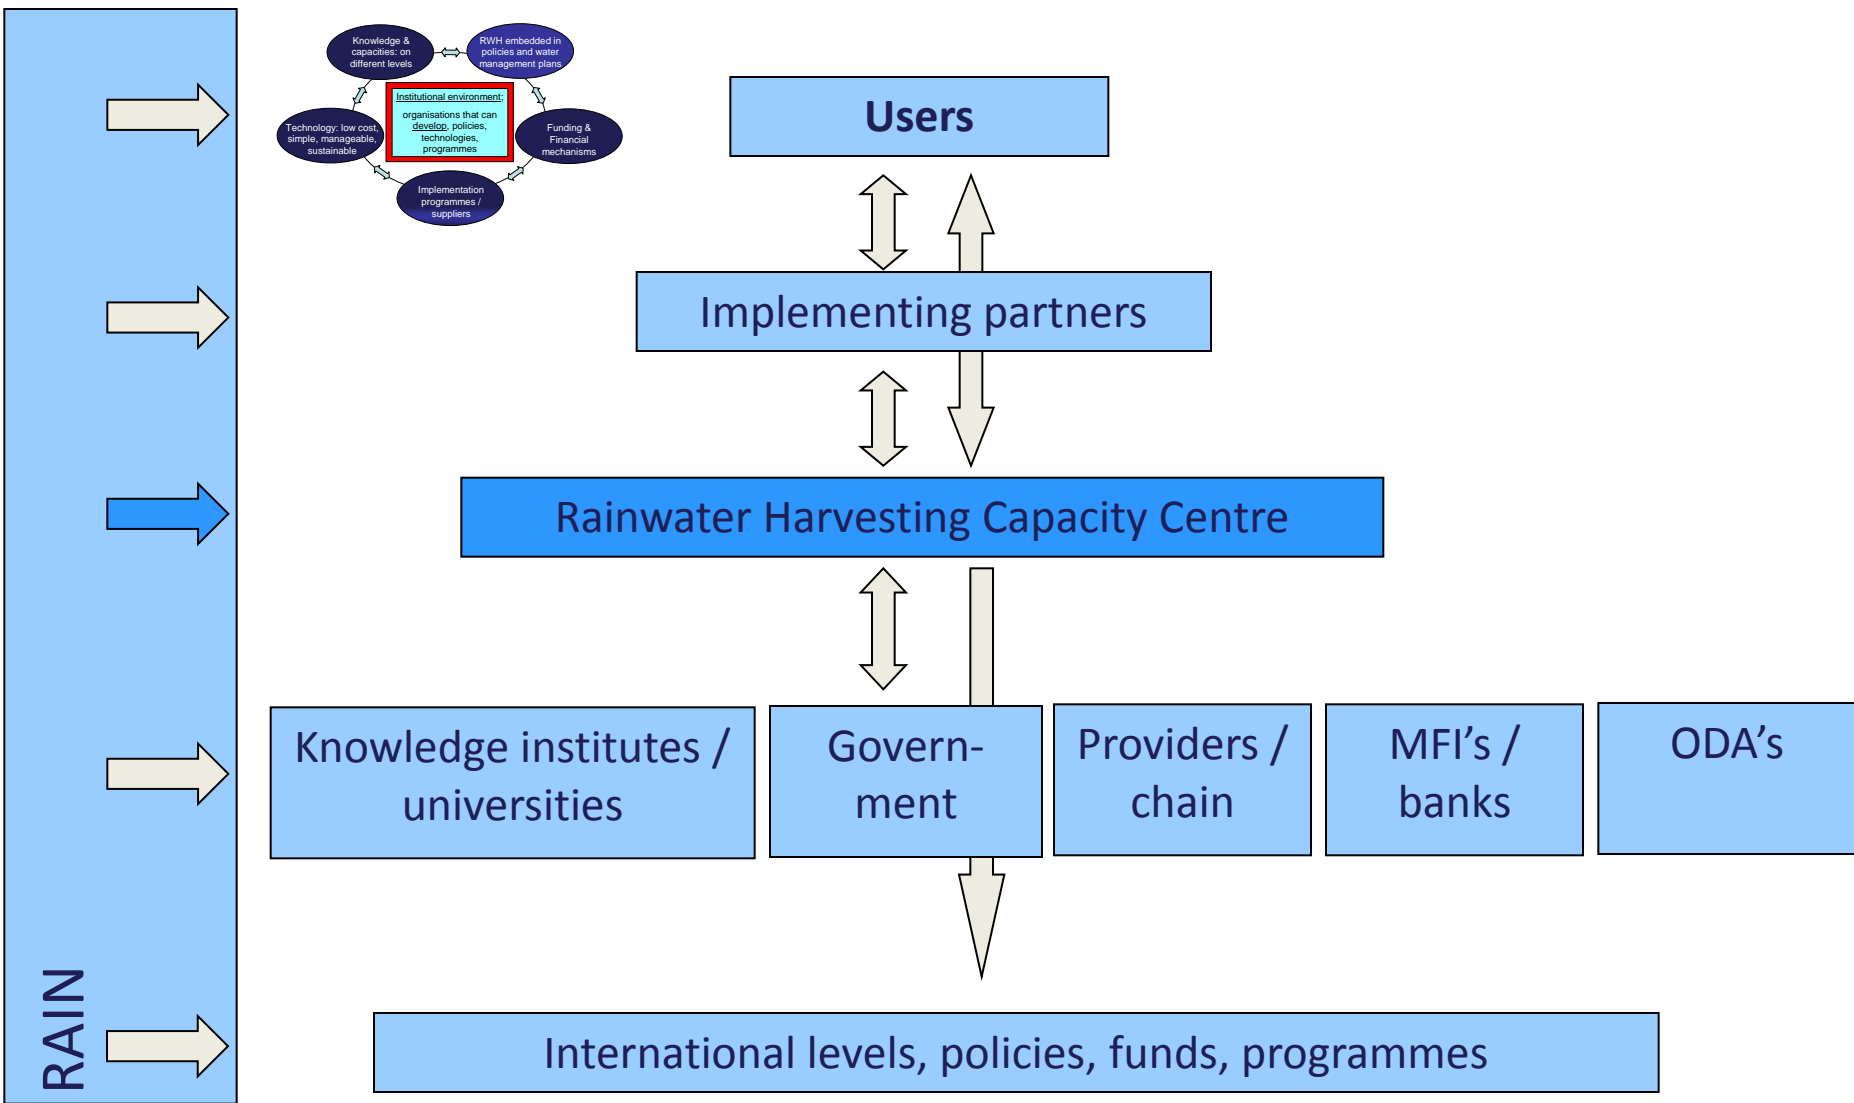 Knowledge &
capacities: on
different levels
RWH embedded in
policies and water
management plans
Institutional environment:
organisations that can
develop, policies,
technologies,
programmes
Technology: low cost,
simple, manageable,
sustainable
Funding &
Financial
mechanisms
Implementation
programmes /
suppliers
Users
Implementing partners
Rainwater Harvesting Capacity Centre
Knowledge institutes /
universities
Govern-
ment
Providers /
chain
MFI's /
banks
ODA's
International levels, policies, funds, programmes
RAIN